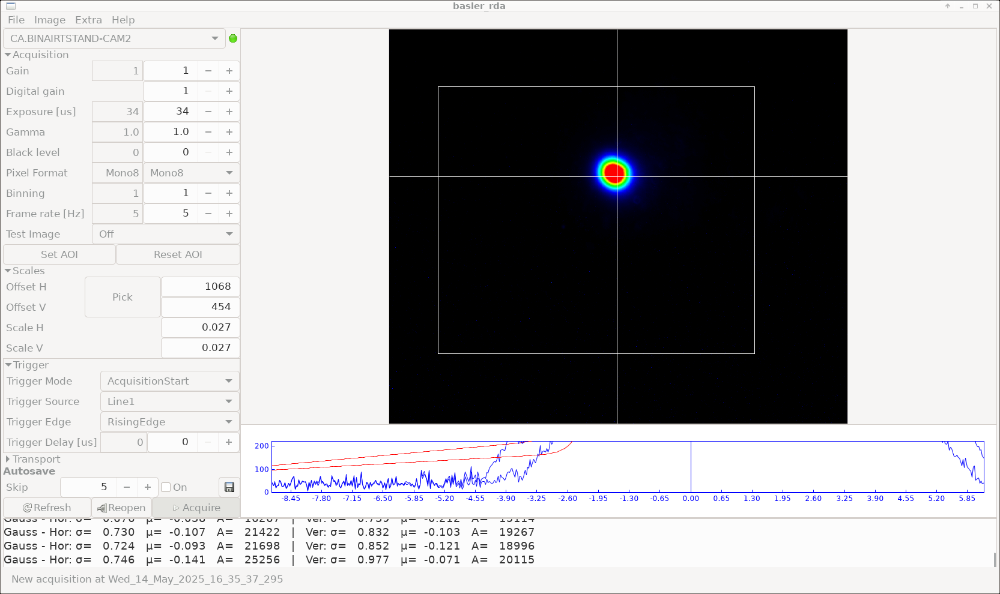 basler_rda
File Image Extra Help
CA.BINAIRTSTAND-CAM2
Acquisition
Gain 1 1 − +
Digital gain 1 − +
Exposure [us] 34 34 − +
Gamma 1.0 1.0 − +
Black level 0 0 − +
Pixel Format Mono8 Mono8
Binning 1 1 − +
Frame rate [Hz] 5 5 − +
Test Image Off
Set AOI Reset AOI
Scales
Offset H 1068
Pick
Offset V 454
Scale H 0.027
Scale V 0.027
Trigger
Trigger Mode AcquisitionStart
Trigger Source Line1
Trigger Edge RisingEdge
Trigger Delay [us] 0 0 − +
Transport
Autosave
Skip 5 − + On
Refresh Reopen Acquire
200
100
0
-8.45 -7.80 -7.15 -6.50 -5.85 -5.20 -4.55 -3.90 -3.25 -2.60 -1.95 -1.30 -0.65 0.00 0.65 1.30 1.95 2.60 3.25 3.90 4.55 5.20 5.85
Gauss - Hor: σ= 0.730 μ= -0.107 A= 21422 | Ver: σ= 0.832 μ= -0.103 A= 19267
Gauss - Hor: σ= 0.724 μ= -0.093 A= 21698 | Ver: σ= 0.852 μ= -0.121 A= 18996
Gauss - Hor: σ= 0.746 μ= -0.141 A= 25256 | Ver: σ= 0.977 μ= -0.071 A= 20115
New acquisition at Wed_14_May_2025_16_35_37_295